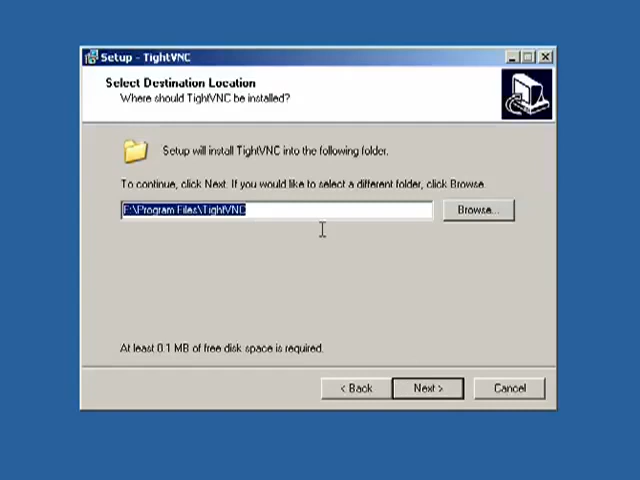 Setup - TightVNC
Select Destination Location
Where should TightVNC be installed?
Setup will install TightVNC into the following folder.
To continue, click Next. If you would like to select a different folder, click Browse.
F:\Program Files\TightVNC
Browse...
At least 0.1 MB of free disk space is required.
< Back
Next >
Cancel